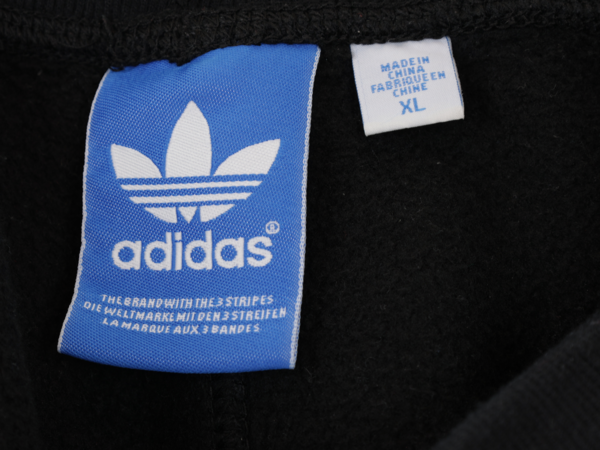 adidas®
THE BRAND WITH THE 3 STRIPES
DIE WELTMARKE MIT DEN 3 STREIFEN
LA MARQUE AUX 3 BANDES
MADE IN
CHINA
FABRIQUE EN
CHINE
XL